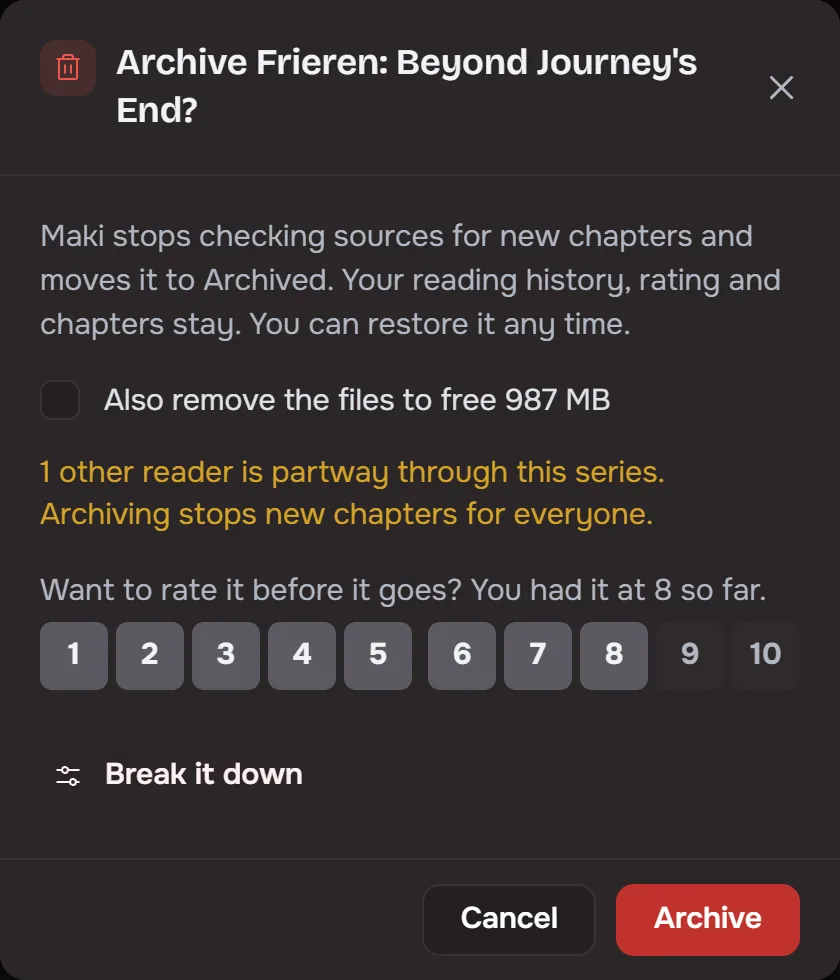 Archive Frieren: Beyond Journey's
End?
Maki stops checking sources for new chapters and
moves it to Archived. Your reading history, rating and
chapters stay. You can restore it any time.
Also remove the files to free 987 MB
1 other reader is partway through this series.
Archiving stops new chapters for everyone.
Want to rate it before it goes? You had it at 8 so far.
1 2 3 4 5 6 7 8 9 10
Break it down
Cancel Archive